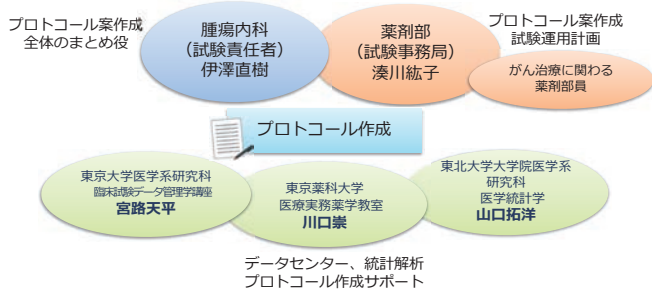 プロトコール案作成
全体のまとめ役
腫瘍内科
（試験責任者）
伊澤直樹
薬剤部
（試験事務局）
湊川紘子
プロトコール案作成
試験運用計画
がん治療に関わる
薬剤部員
プロトコール作成
東京大学医学系研究科
臨床試験データ管理学講座
宮路天平
東京薬科大学
医療実務薬学教室
川口崇
東北大学大学院医学系
研究科
医学統計学
山口拓洋
データセンター、統計解析
プロトコール作成サポート